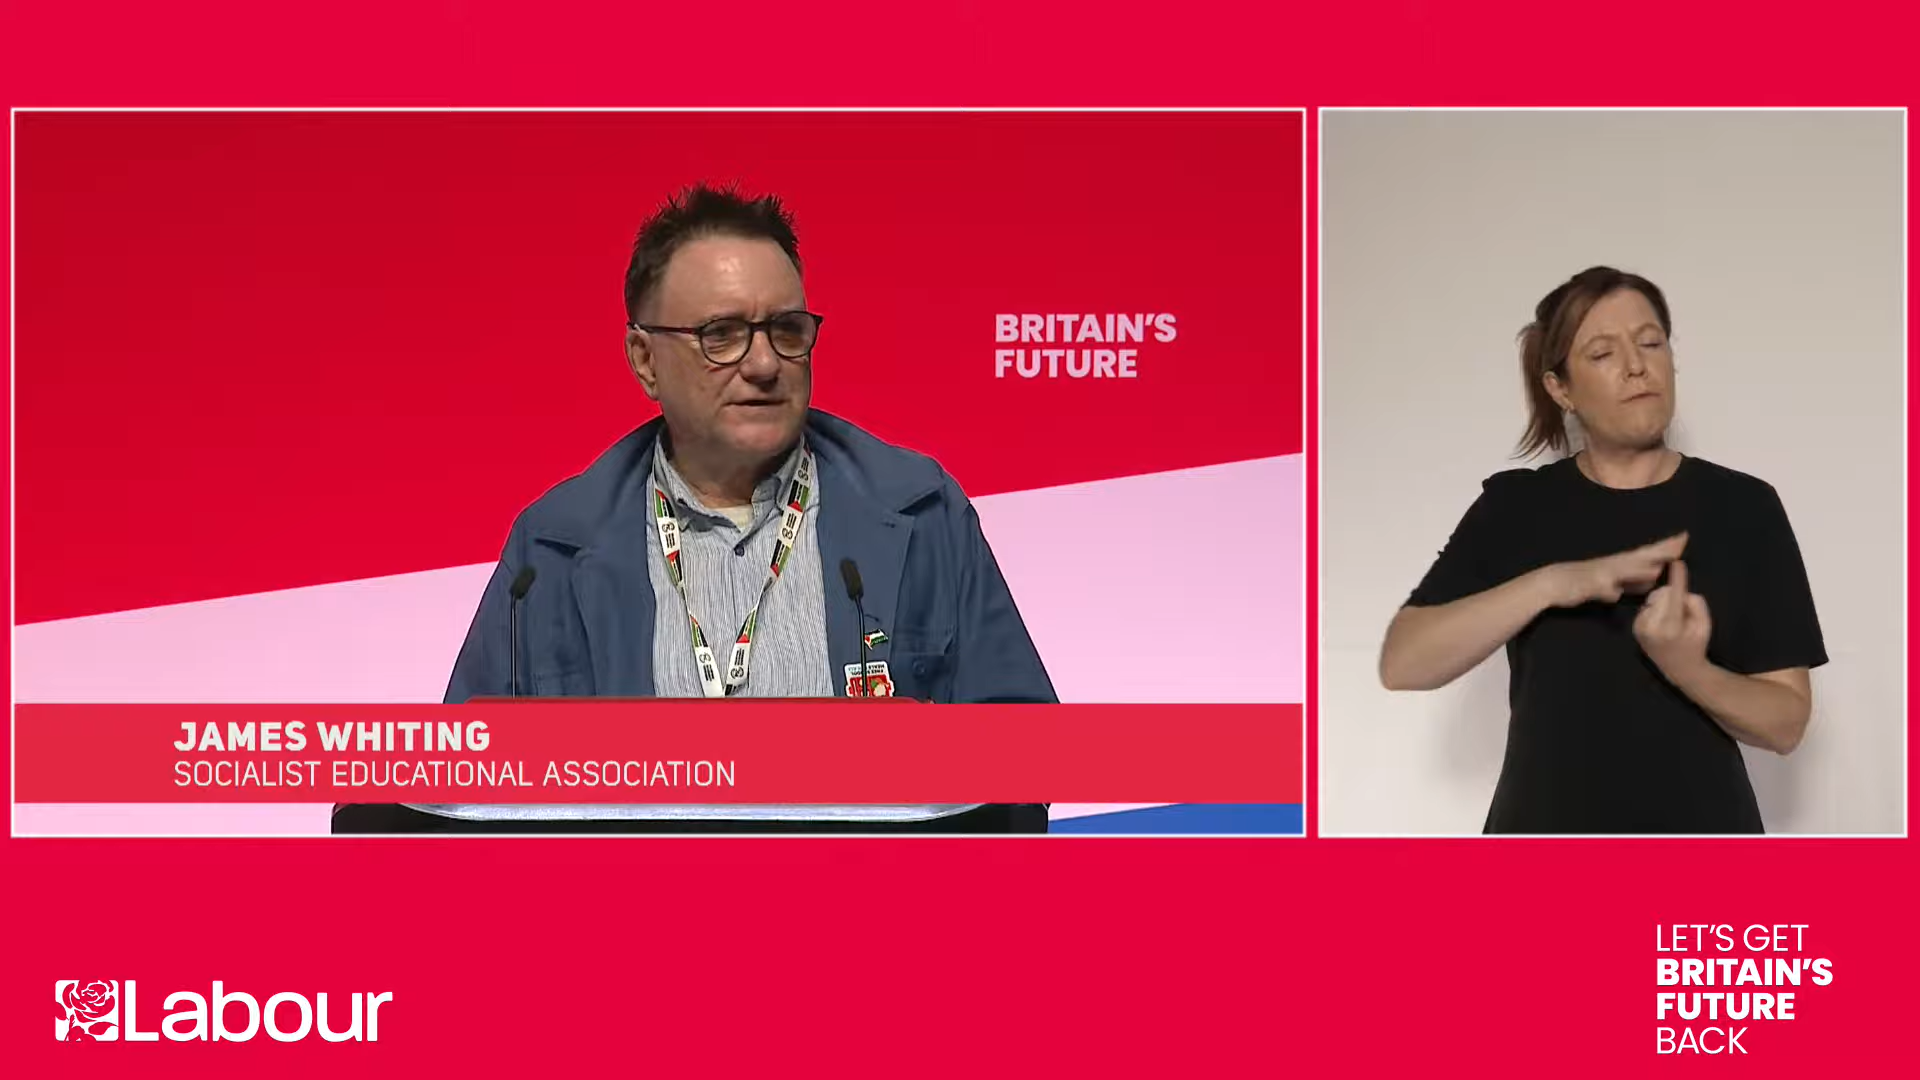 BRITAIN'S
FUTURE
JAMES WHITING
SOCIALIST EDUCATIONAL ASSOCIATION
Labour
LET'S GET
BRITAIN'S
FUTURE
BACK